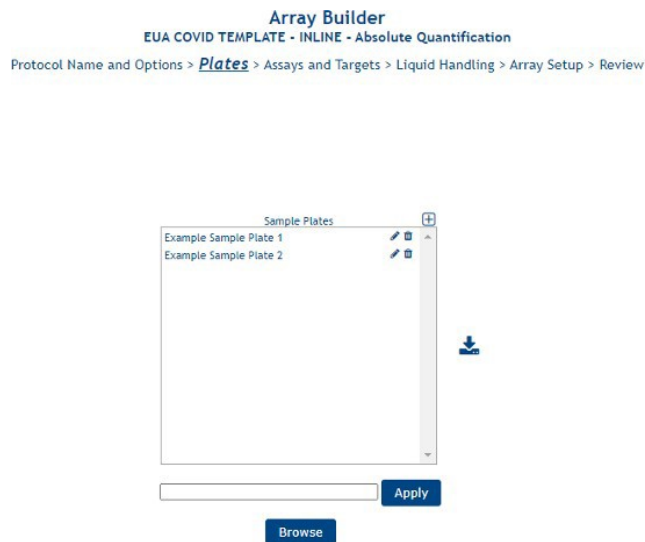 Array Builder
EUA COVID TEMPLATE - INLINE - Absolute Quantification
Protocol Name and Options > Plates > Assays and Targets > Liquid Handling > Array Setup > Review
Sample Plates
Example Sample Plate 1
Example Sample Plate 2
Apply
Browse